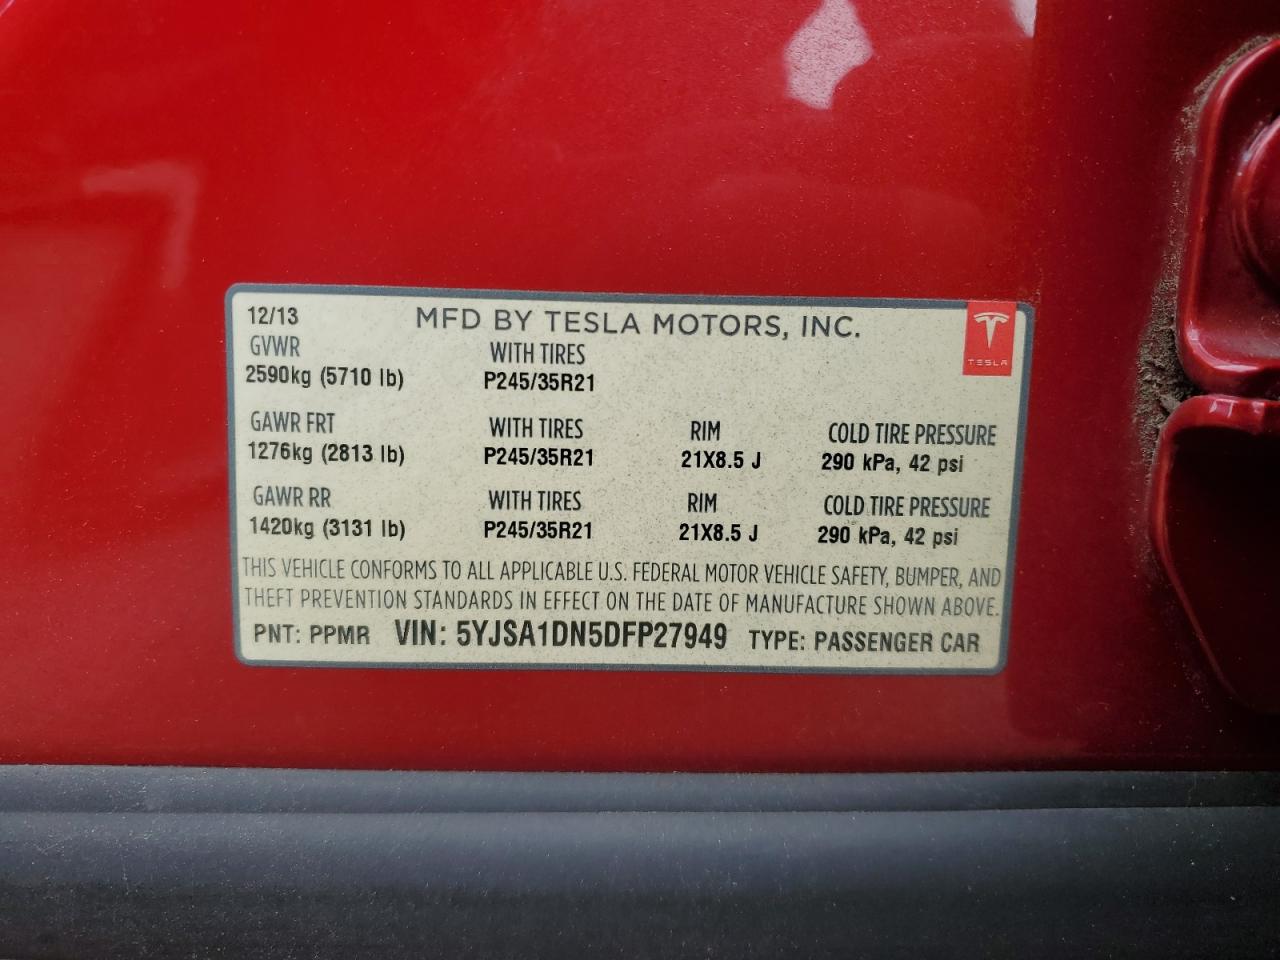 12/13 MFD BY TESLA MOTORS, INC.
TESLA
GVWR WITH TIRES
2590kg (5710 lb) P245/35R21
GAWR FRT WITH TIRES RIM COLD TIRE PRESSURE
1276kg (2813 lb) P245/35R21 21X8.5 J 290 kPa, 42 psi
GAWR RR WITH TIRES RIM COLD TIRE PRESSURE
1420kg (3131 lb) P245/35R21 21X8.5 J 290 kPa, 42 psi
THIS VEHICLE CONFORMS TO ALL APPLICABLE U.S. FEDERAL MOTOR VEHICLE SAFETY, BUMPER, AND
THEFT PREVENTION STANDARDS IN EFFECT ON THE DATE OF MANUFACTURE SHOWN ABOVE.
PNT: PPMR VIN: 5YJSA1DN5DFP27949 TYPE: PASSENGER CAR